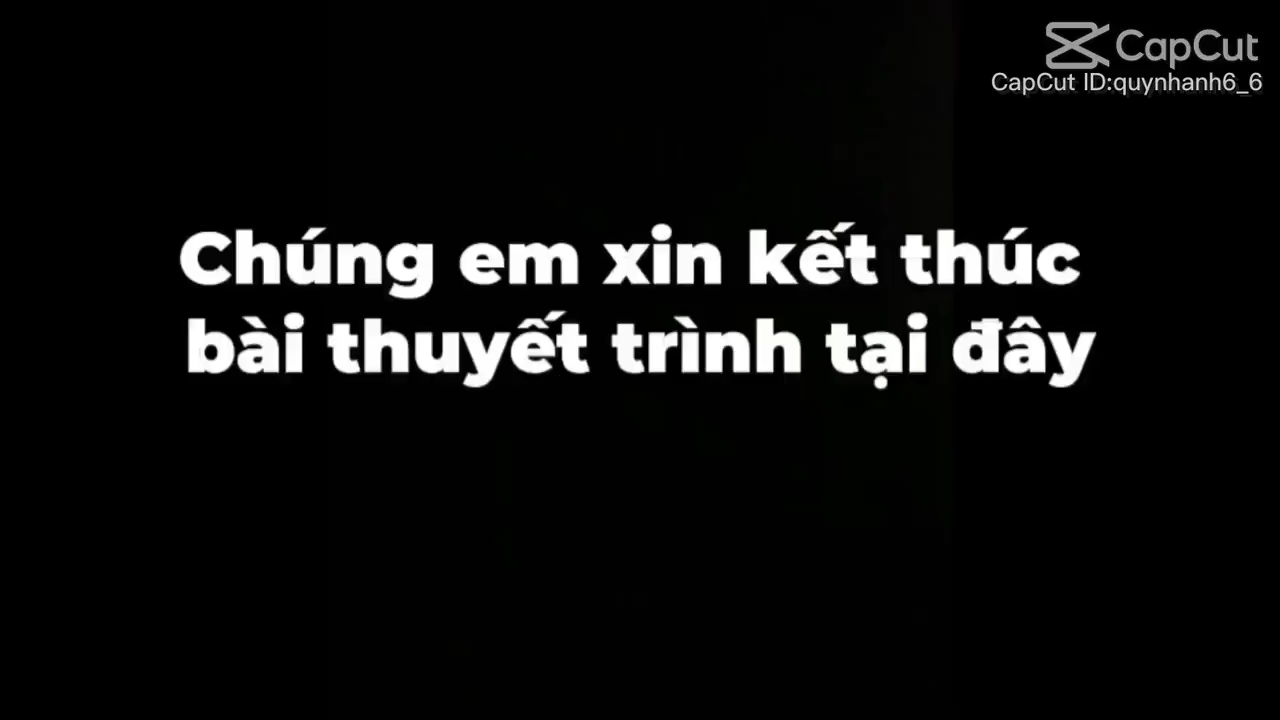 CapCut
CapCut ID:quynhanh6_6
Chúng em xin kết thúc
bài thuyết trình tại đây